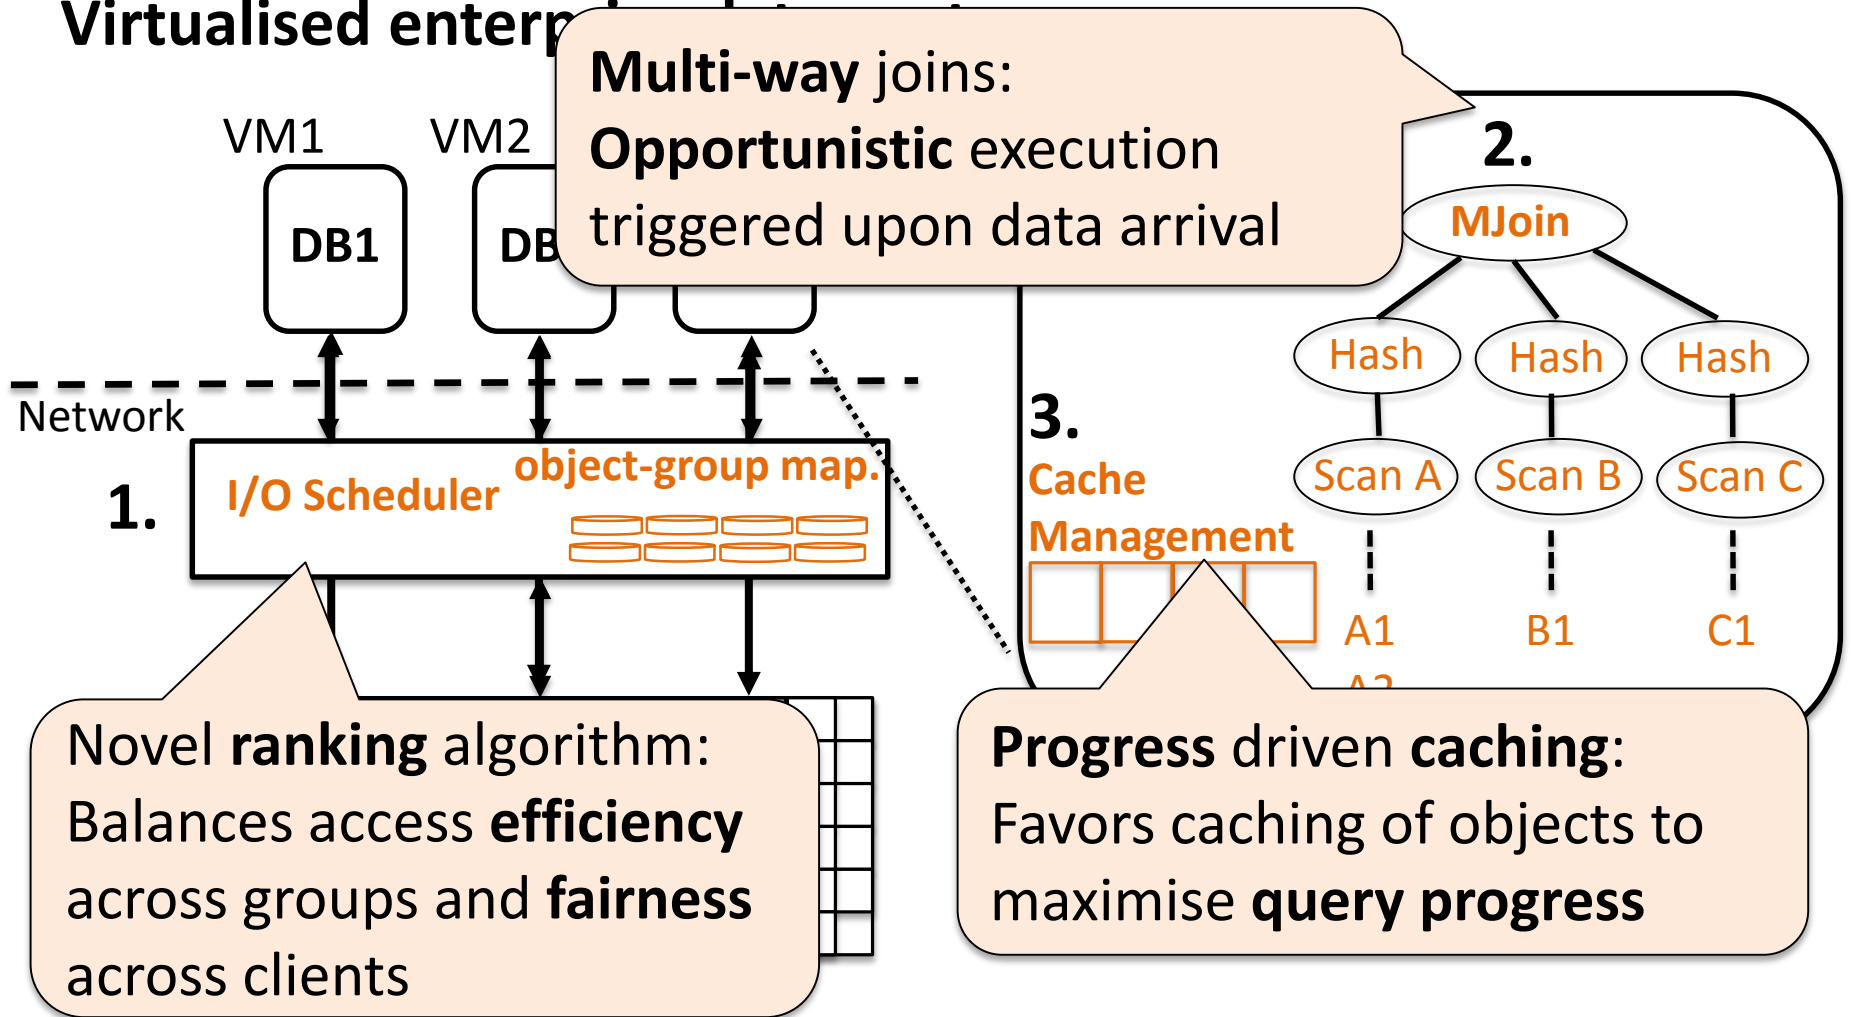 Virtualised
Multi-way joins:
Opportunistic execution
triggered upon data arrival
VM1
VM2
DB1
DB
Network
1.
I/O Scheduler
object-group map.
2.
MJoin
Hash
Hash
Hash
Scan A
Scan B
Scan C
3.
Cache
Management
A1
B1
C1
A2
Novel ranking algorithm:
Balances access efficiency
across groups and fairness
across clients
Progress driven caching:
Favors caching of objects to
maximise query progress